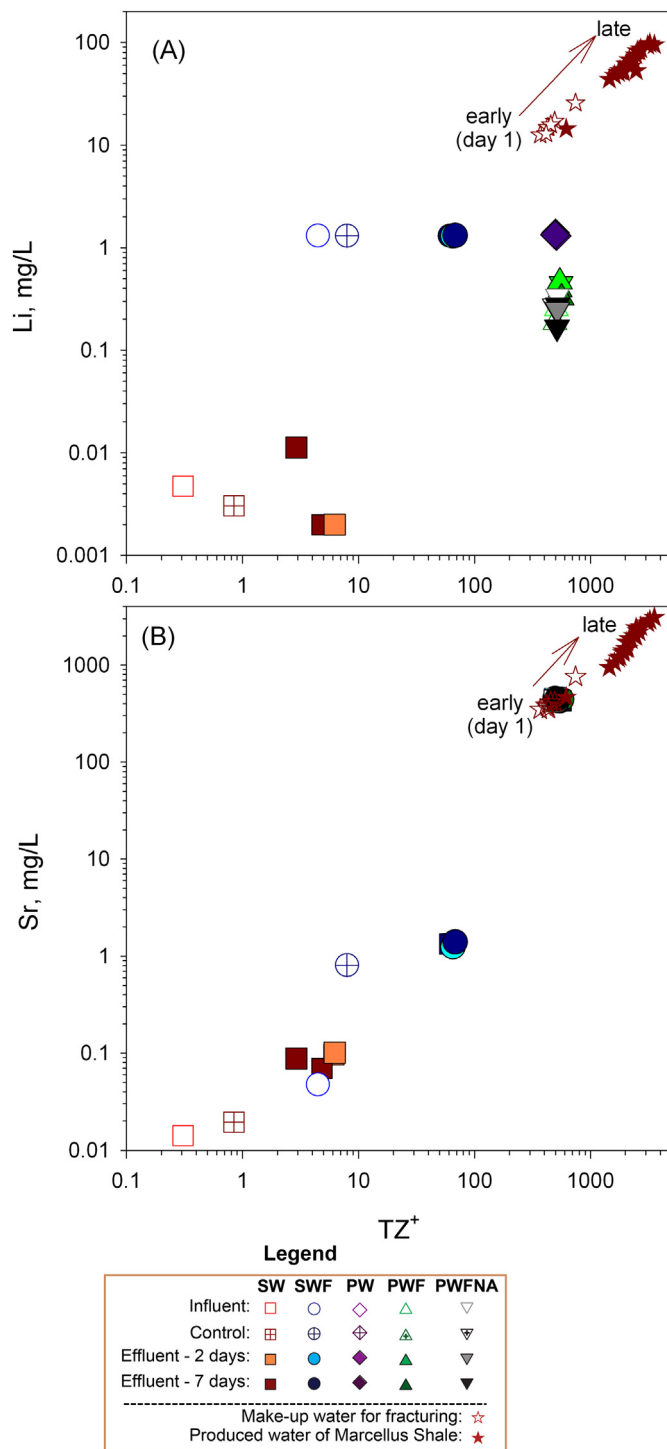 (A)
late
early
(day 1)
100
10
1
0.1
0.01
0.001
Li, mg/L
0.1 1 10 100 1000
(B)
late
early
(day 1)
1000
100
10
1
0.1
0.01
Sr, mg/L
0.1 1 10 100 1000
TZ⁺
Legend
SW SWF PW PWF PWFNA
Influent:
Control:
Effluent - 2 days:
Effluent - 7 days:
Make-up water for fracturing:
Produced water of Marcellus Shale: